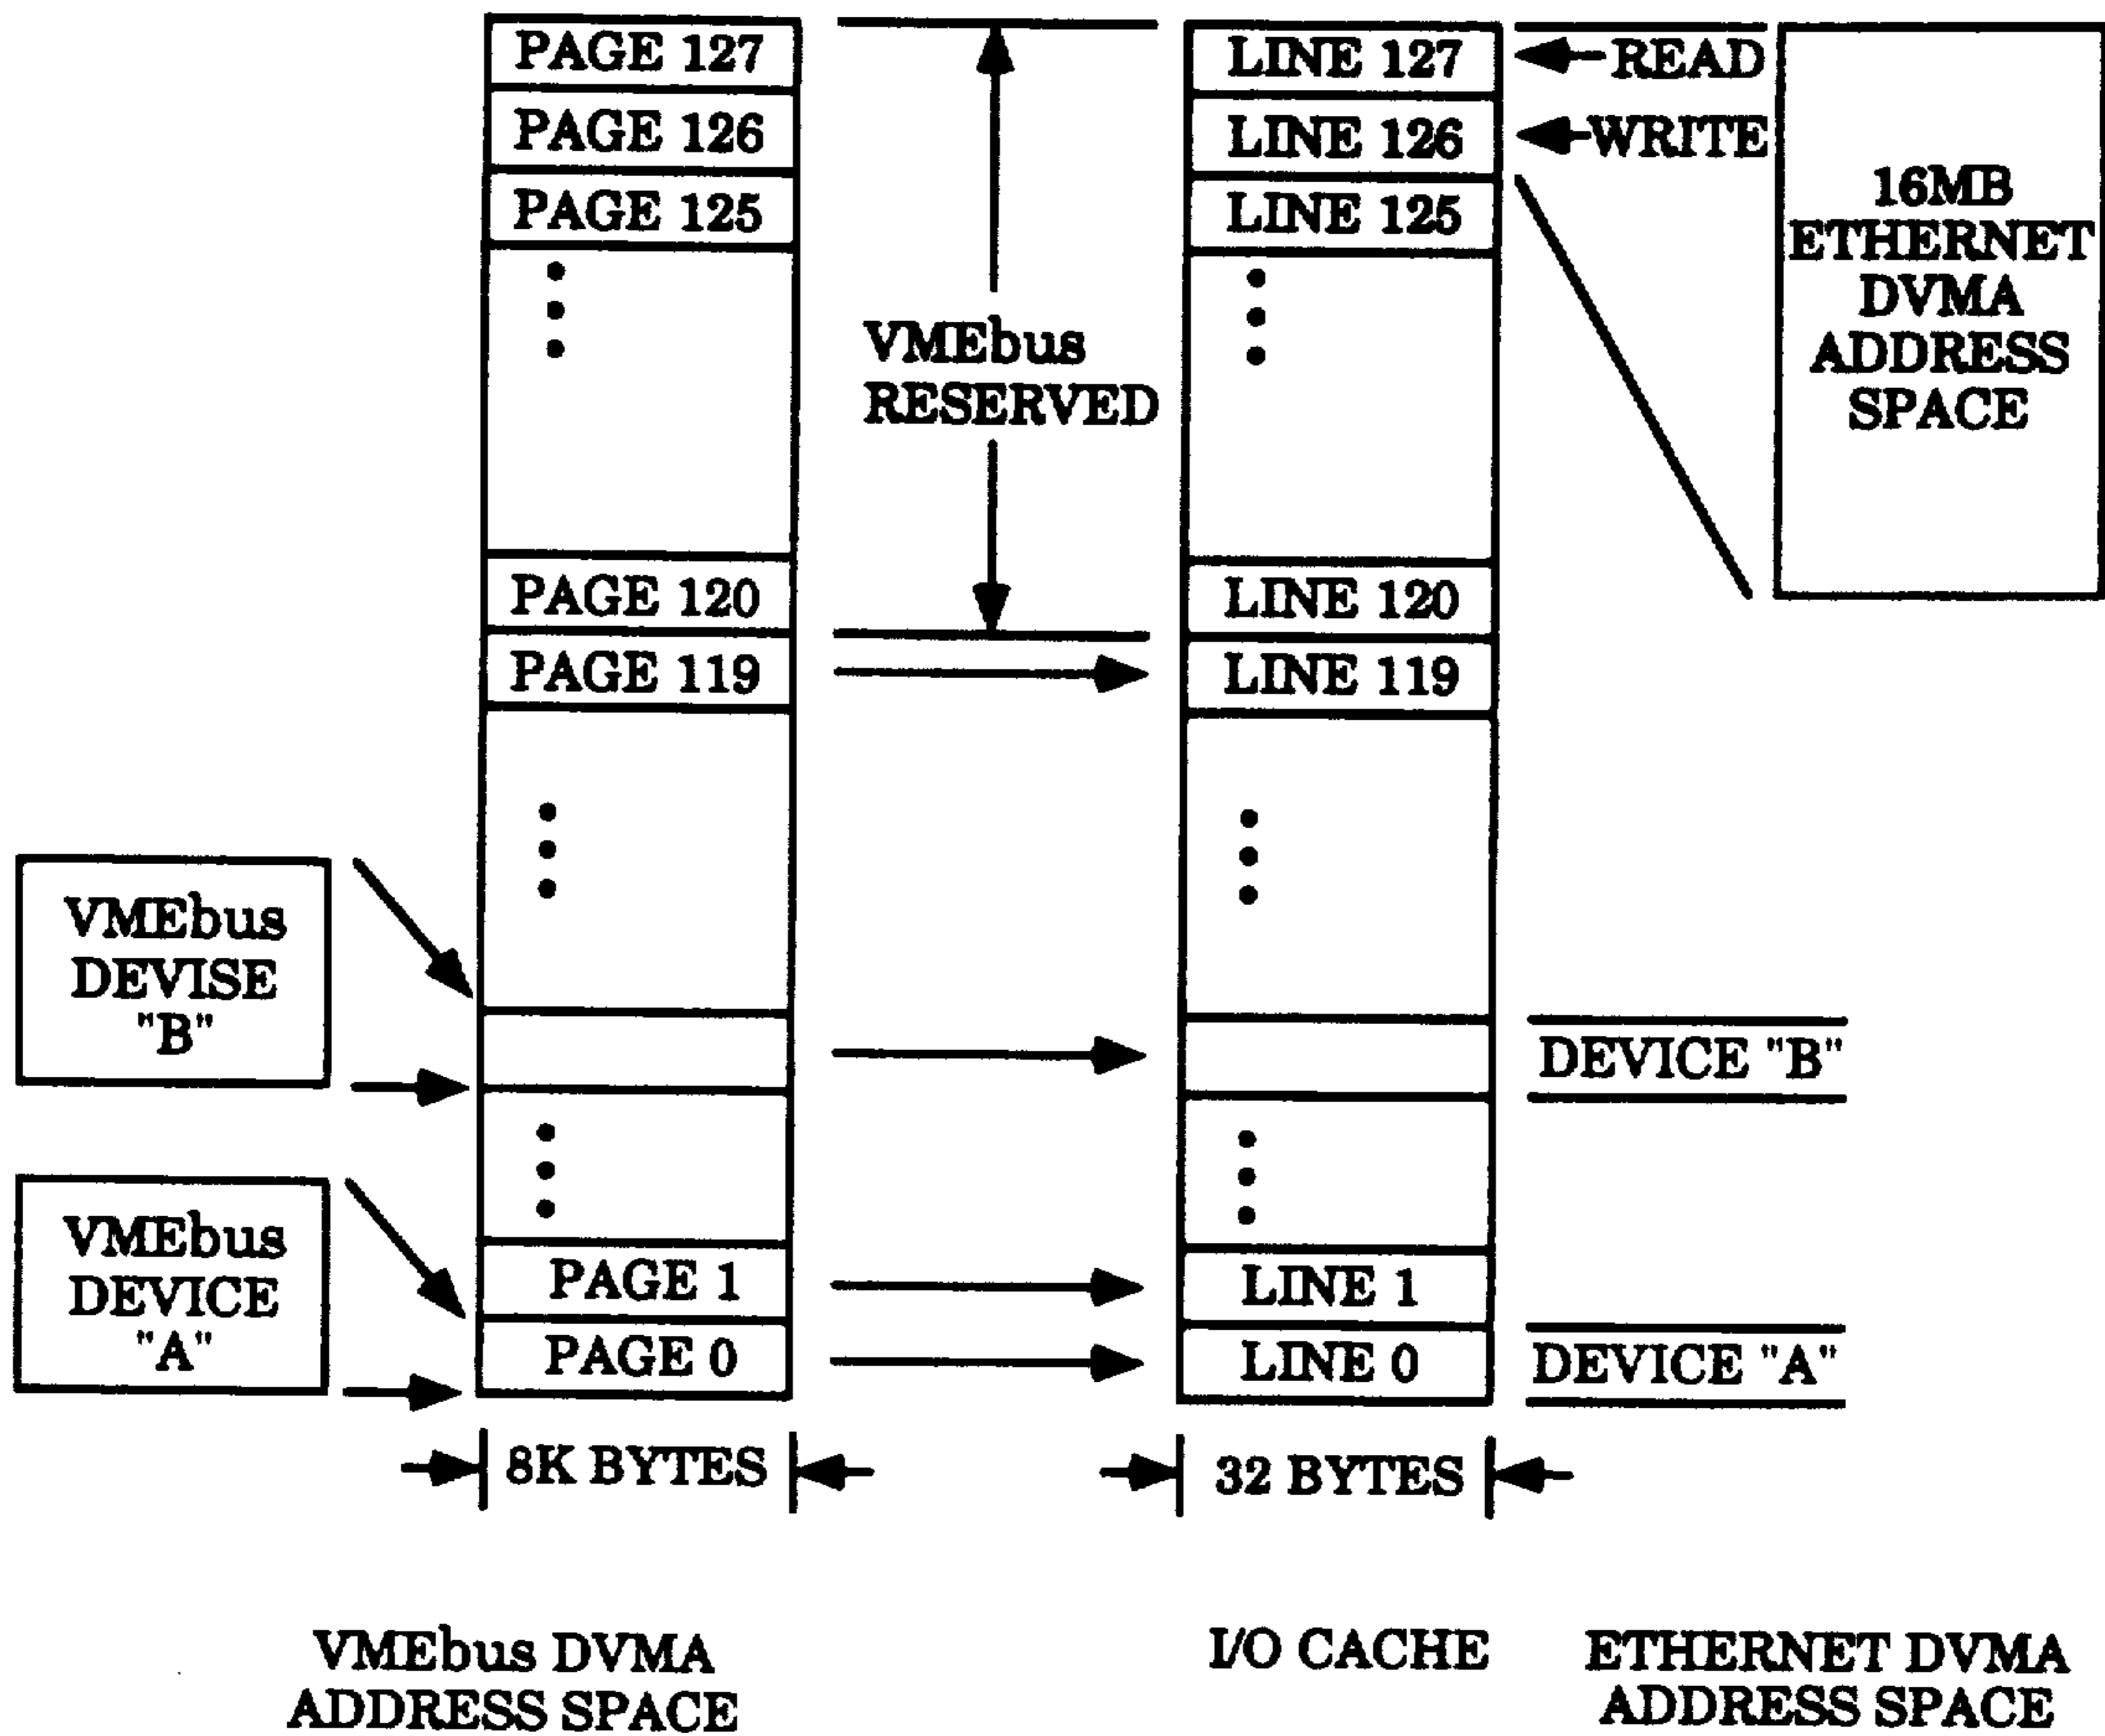 PAGE 127
PAGE 126
PAGE 125
PAGE 120
PAGE 119
PAGE 1
PAGE 0
8K BYTES
VMEbus
DEVISE
"B"
VMEbus
DEVICE
"A"
VMEbus
RESERVED
LINE 127
LINE 126
LINE 125
LINE 120
LINE 119
LINE 1
LINE 0
32 BYTES
READ
WRITE
16MB
ETHERNET
DVMA
ADDRESS
SPACE
DEVICE "B"
DEVICE "A"
VMEbus DVMA
ADDRESS SPACE
I/O CACHE
ETHERNET DVMA
ADDRESS SPACE